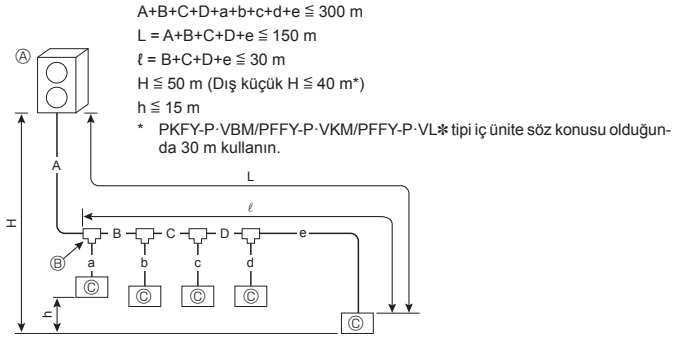 A+B+C+D+a+b+c+d+e ≦ 300 m
L = A+B+C+D+e ≦ 150 m
ℓ = B+C+D+e ≦ 30 m
H ≦ 50 m (Dış küçük H ≦ 40 m*)
h ≦ 15 m
* PKFY-P·VBM/PFFY-P·VKM/PFFY-P·VL✻ tipi iç ünite söz konusu olduğun-
da 30 m kullanın.
Ⓐ
A
L
H
ℓ
B C D e
Ⓑ a b c d
Ⓒ Ⓒ Ⓒ Ⓒ
h
Ⓒ